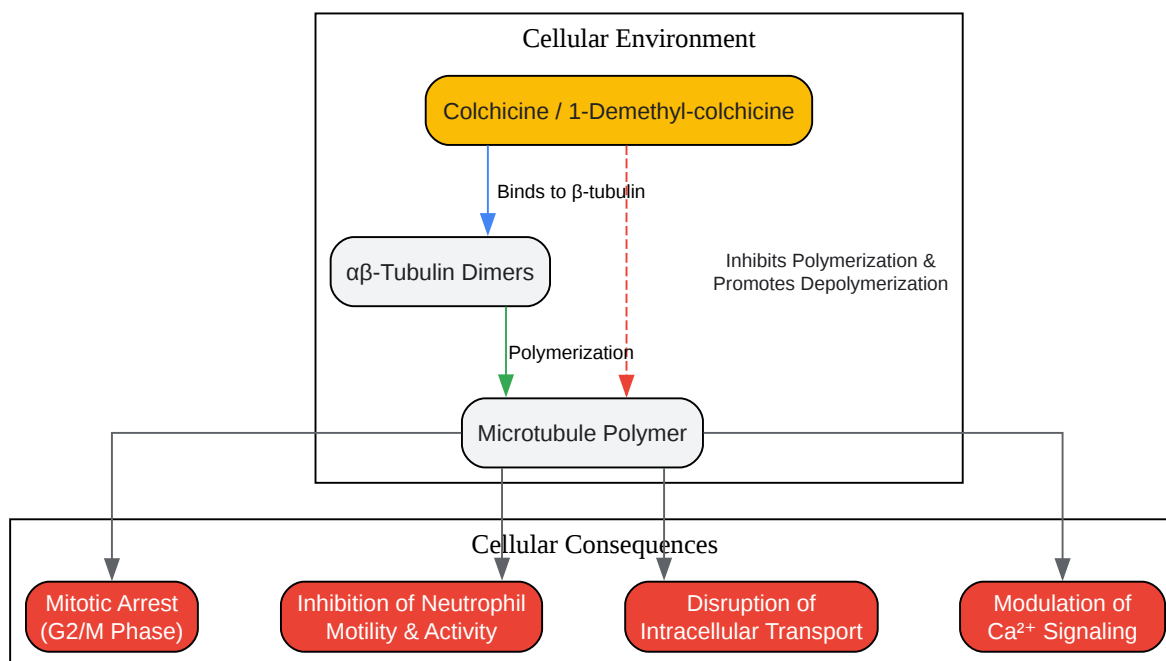 Cellular Environment
Colchicine / 1-Demethyl-colchicine
Binds to β-tubulin
αβ-Tubulin Dimers
Inhibits Polymerization &
Promotes Depolymerization
Polymerization
Microtubule Polymer
Cellular Consequences
Mitotic Arrest
(G2/M Phase)
Inhibition of Neutrophil
Motility & Activity
Disruption of
Intracellular Transport
Modulation of
Ca²⁺ Signaling